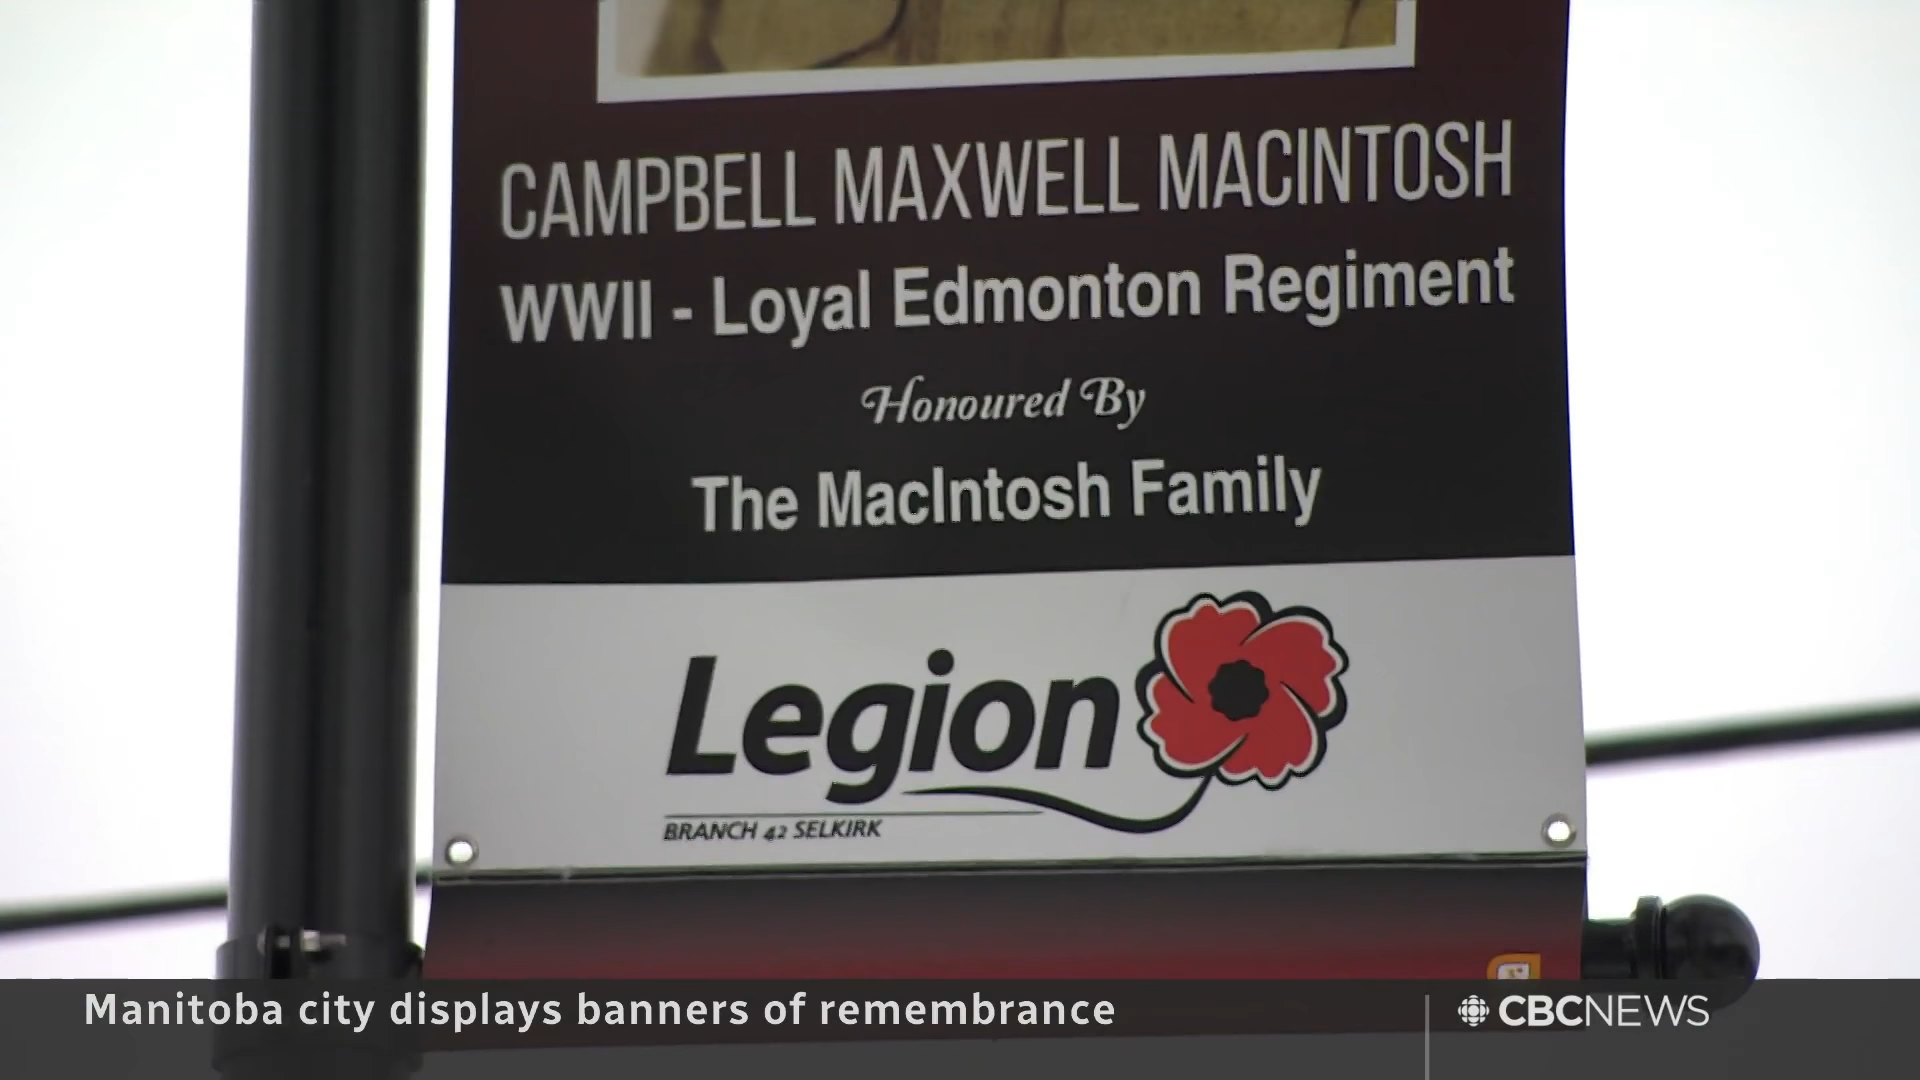 CAMPBELL MAXWELL MACINTOSH
WWII - Loyal Edmonton Regiment
Honoured By
The MacIntosh Family
Legion
BRANCH 42 SELKIRK
Manitoba city displays banners of remembrance
CBCNEWS